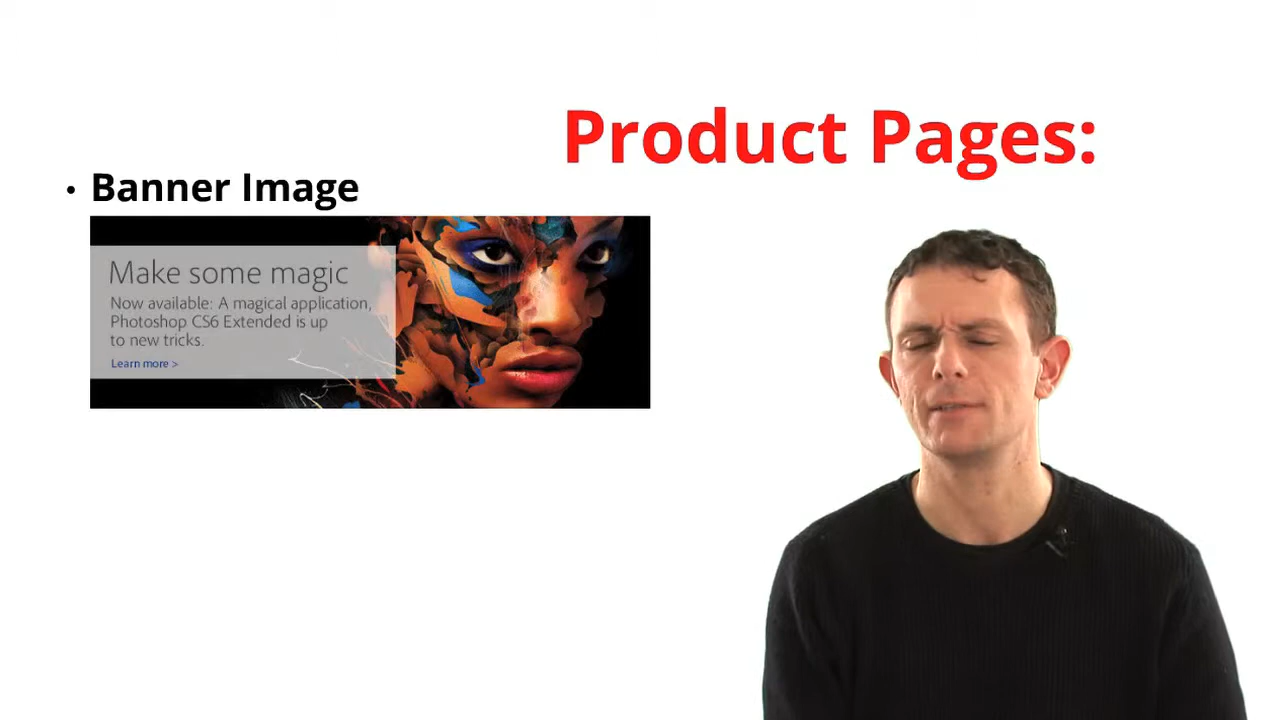 Product Pages:
• Banner Image
Make some magic
Now available: A magical application,
Photoshop CS6 Extended is up
to new tricks.
Learn more >